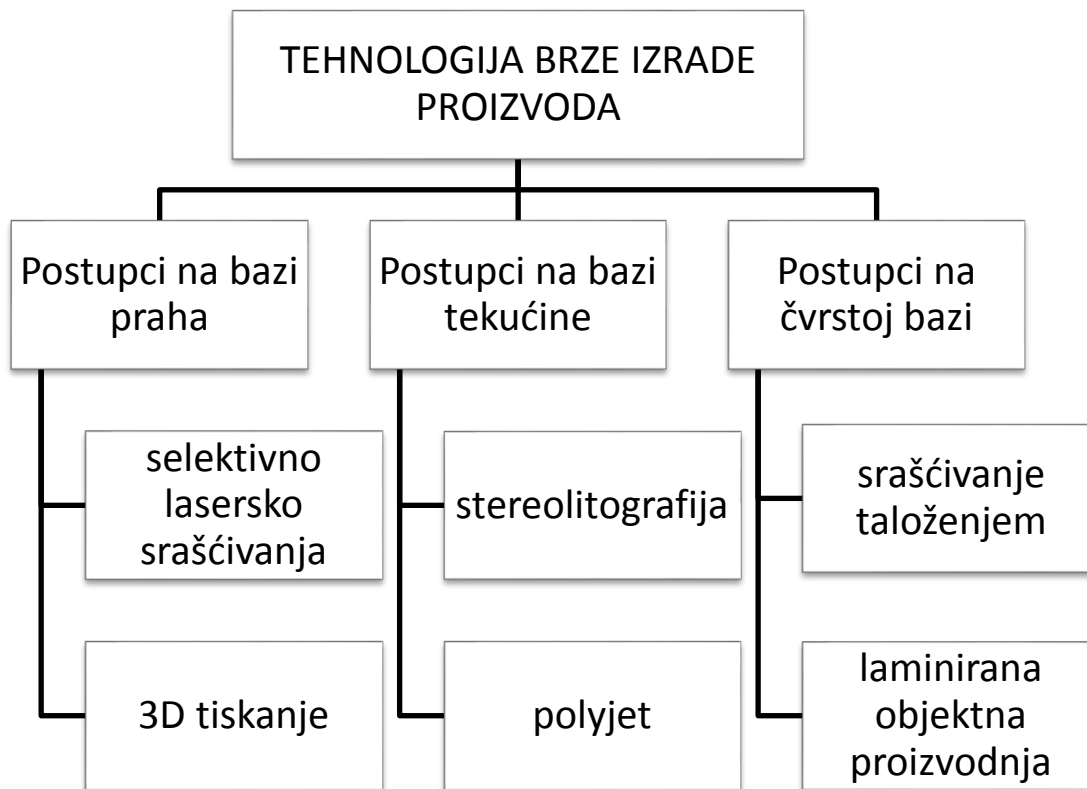 TEHNOLOGIJA BRZE IZRADE
PROIZVODA
Postupci na bazi
praha
Postupci na bazi
tekućine
Postupci na
čvrstoj bazi
selektivno
lasersko
srašćivanja
3D tiskanje
stereolitografija
polyjet
srašćivanje
taloženjem
laminirana
objektna
proizvodnja